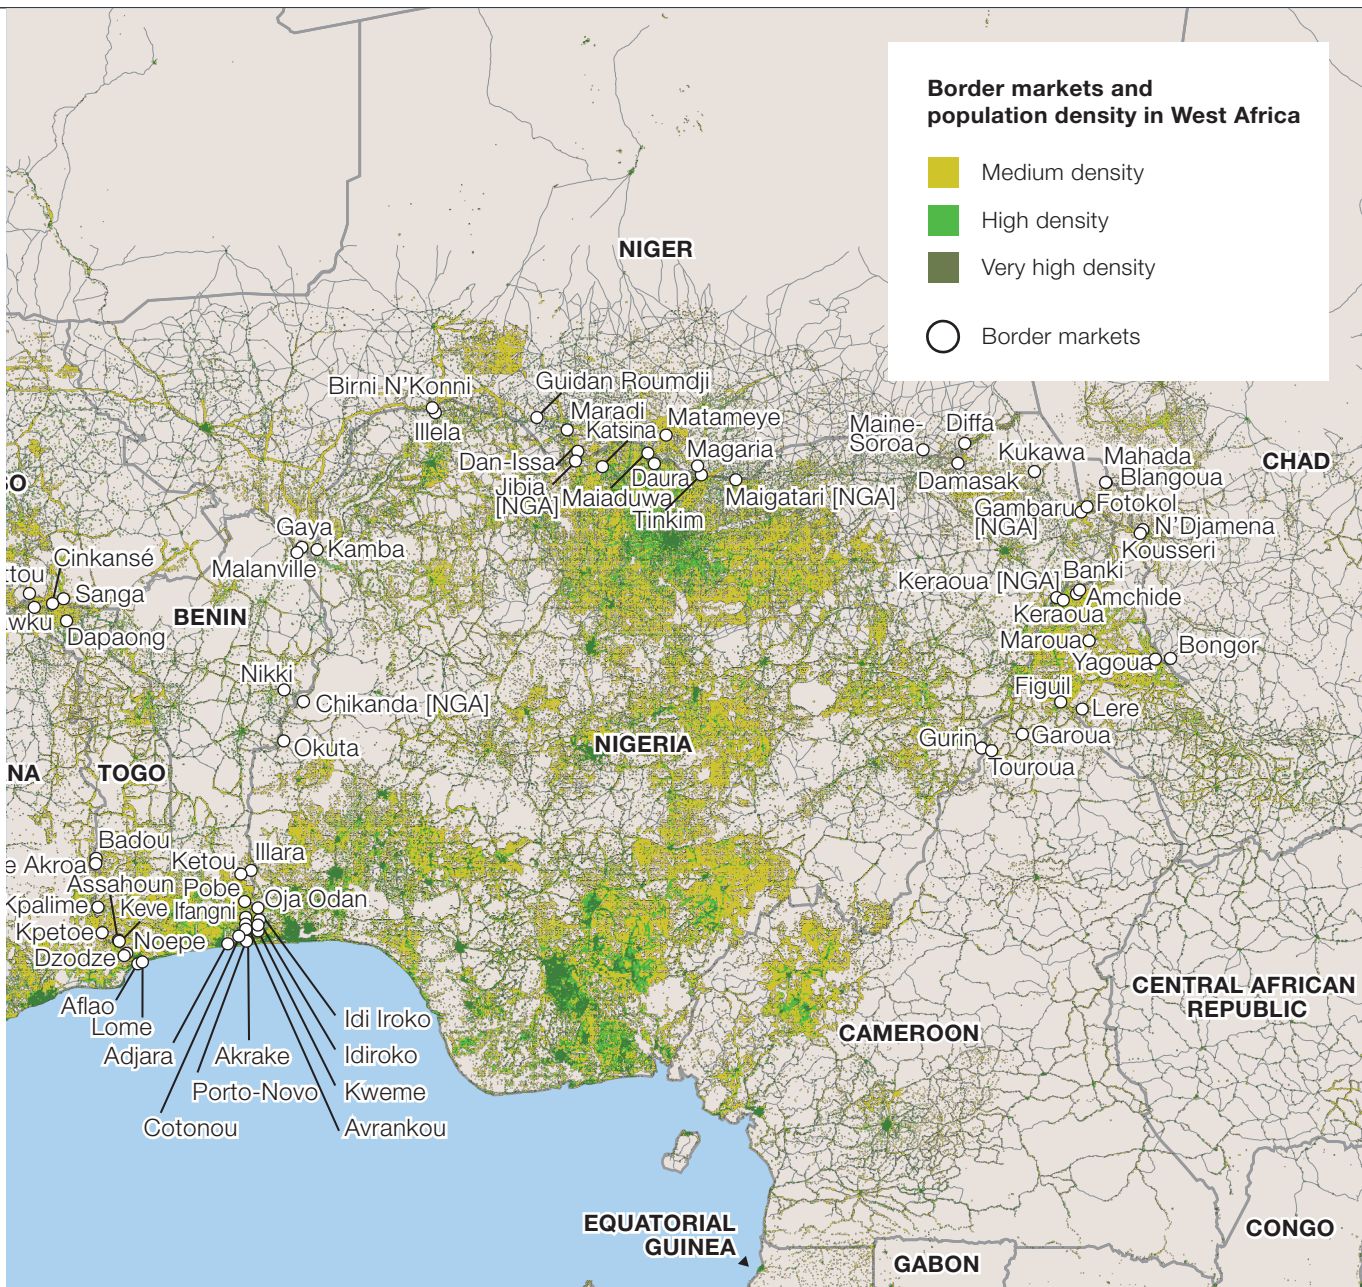 Border markets and
population density in West Africa
Medium density
High density
Very high density
Border markets
NIGER
Birni N'Konni
Illela
Guidan Roumdji
Maradi
Katsina
Matameye
Dan-Issa
Jibia
[NGA]
Maiaduwa
Daura
Magaria
Tinkim
Maigatari [NGA]
Maine-
Soroa
Diffa
Damasak
Kukawa
Mahada
Blangoua
CHAD
Gambaru
[NGA]
Fotokol
N'Djamena
Kousseri
SO
Gaya
Kamba
Malanville
Cinkansé
ttou
Sanga
wku
Dapaong
BENIN
Keraoua [NGA]
Banki
Amchide
Keraoua
Maroua
Yagoua
Bongor
Nikki
Chikanda [NGA]
Figuil
Lere
Okuta
NIGERIA
Gurin
Garoua
Touroua
NA
TOGO
Badou
e Akroa
Ketou
Illara
Assahoun
Pobe
Oja Odan
Kpalime
Keve
Ifangni
Kpetoe
Noepe
Dzodze
Aflao
Lome
Adjara
Akrake
Porto-Novo
Cotonou
Idi Iroko
Idiroko
Kweme
Avrankou
CENTRAL AFRICAN
REPUBLIC
CAMEROON
EQUATORIAL
GUINEA
GABON
CONGO